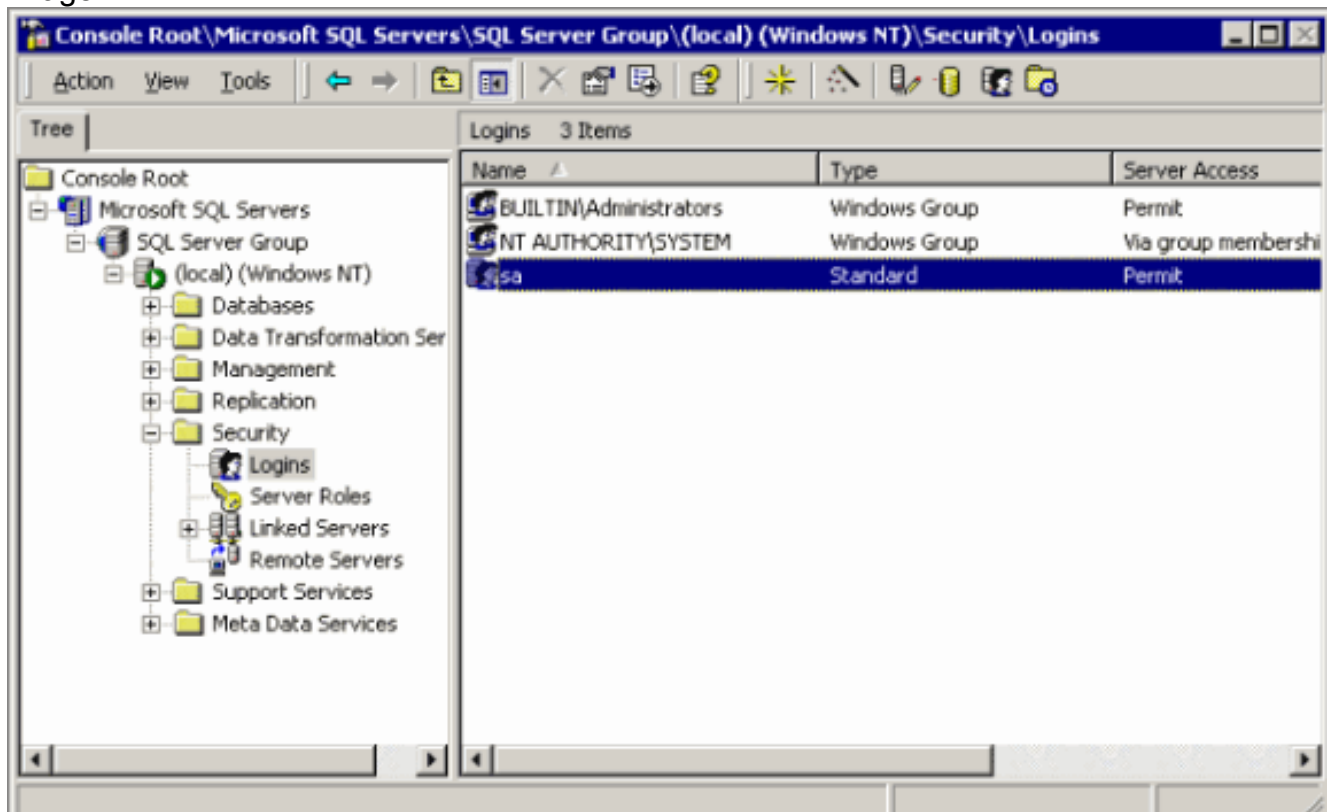 Console Root\Microsoft SQL Servers\SQL Server Group\(local) (Windows NT)\Security\Logins
Action View Tools
Tree
Logins 3 Items
Console Root
Microsoft SQL Servers
SQL Server Group
(local) (Windows NT)
Databases
Data Transformation Ser
Management
Replication
Security
Logins
Server Roles
Linked Servers
Remote Servers
Support Services
Meta Data Services
Name Type Server Access
BUILTIN\Administrators Windows Group Permit
NT AUTHORITY\SYSTEM Windows Group Via group membershi
sa Standard Permit